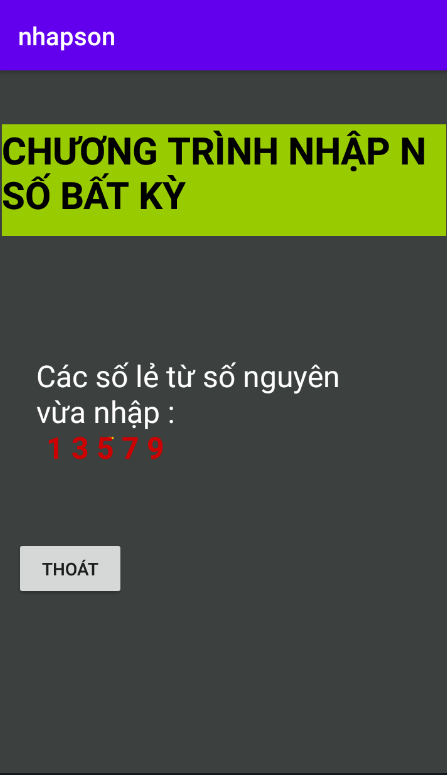 nhapson
CHƯƠNG TRÌNH NHẬP N
SỐ BẤT KỲ
Các số lẻ từ số nguyên
vừa nhập :
1 3 5 7 9
THOÁT